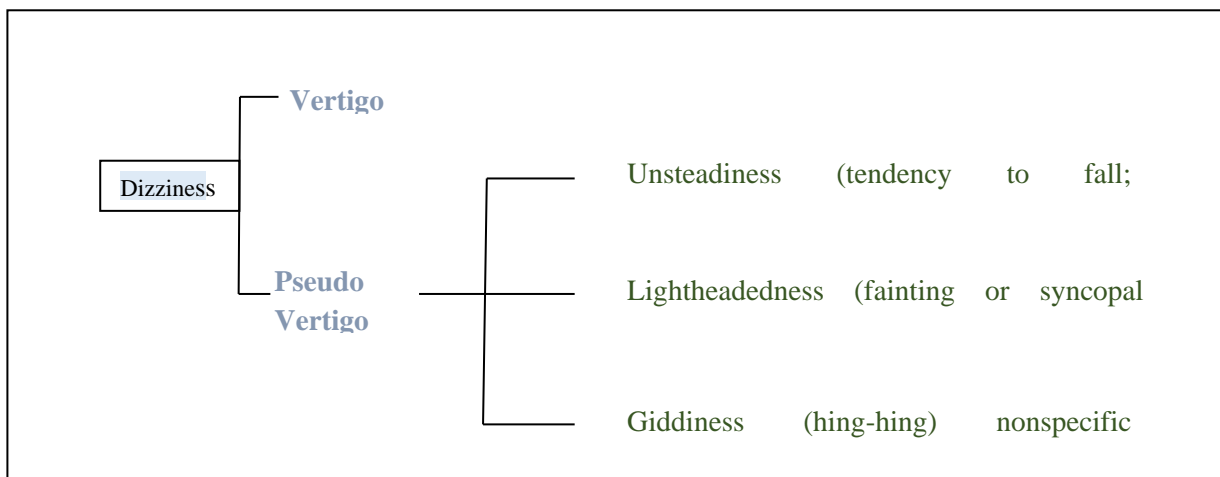 Vertigo
Dizziness
Unsteadiness (tendency to fall;
Pseudo
Vertigo
Lightheadedness (fainting or syncopal
Giddiness (hing-hing) nonspecific